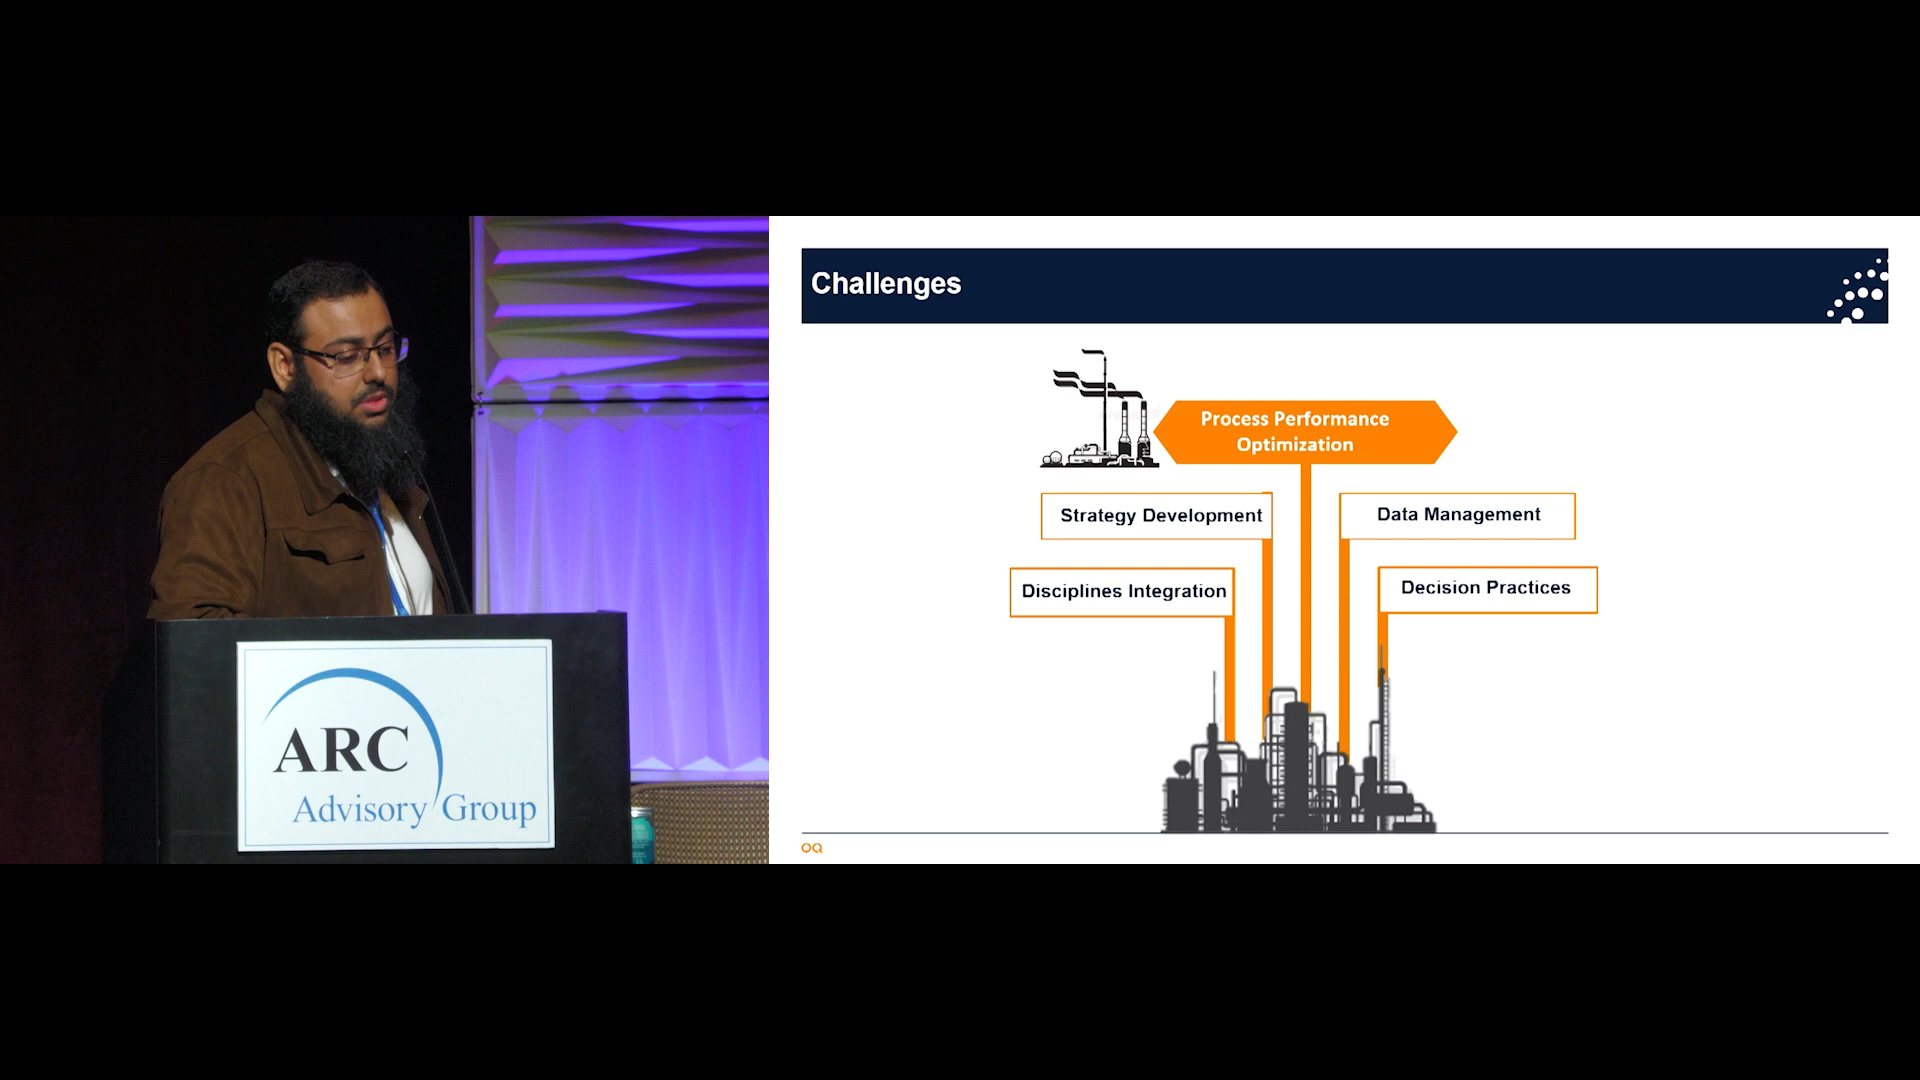 ARC
Advisory Group
Challenges
Process Performance
Optimization
Strategy Development
Data Management
Disciplines Integration
Decision Practices
OQ